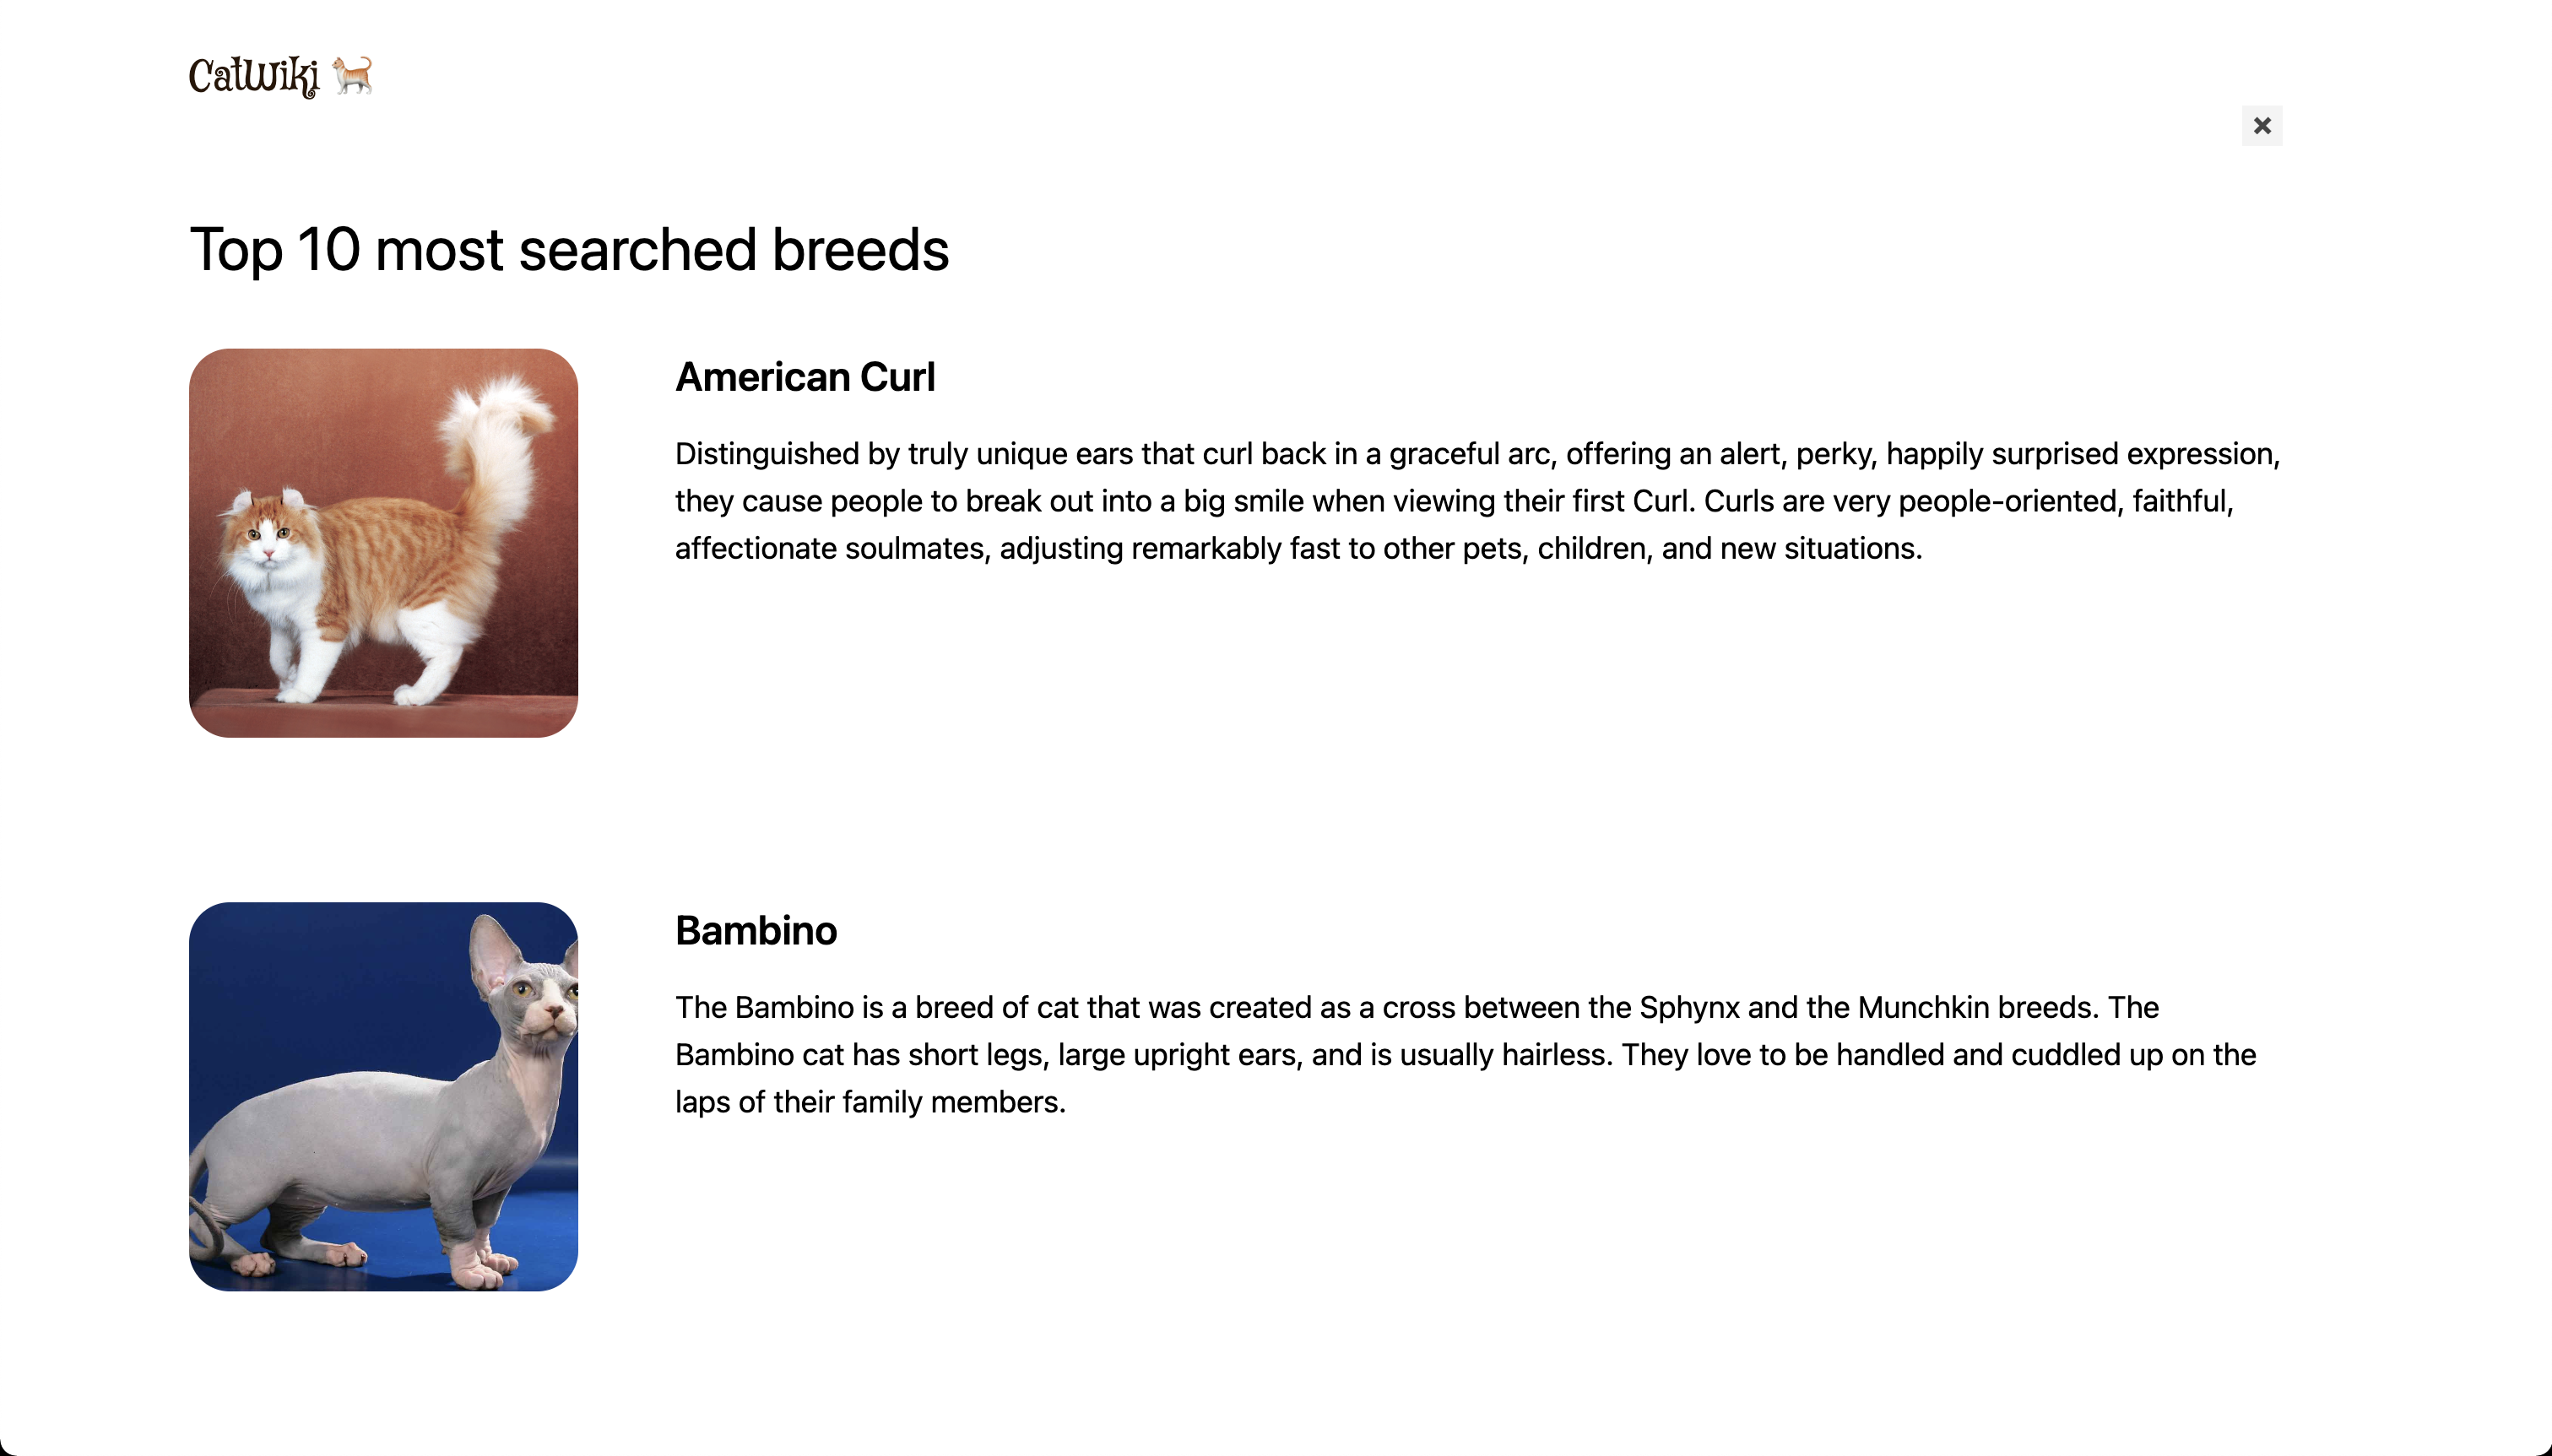 CatWiki
Top 10 most searched breeds
American Curl
Distinguished by truly unique ears that curl back in a graceful arc, offering an alert, perky, happily surprised expression,
they cause people to break out into a big smile when viewing their first Curl. Curls are very people-oriented, faithful,
affectionate soulmates, adjusting remarkably fast to other pets, children, and new situations.
Bambino
The Bambino is a breed of cat that was created as a cross between the Sphynx and the Munchkin breeds. The
Bambino cat has short legs, large upright ears, and is usually hairless. They love to be handled and cuddled up on the
laps of their family members.